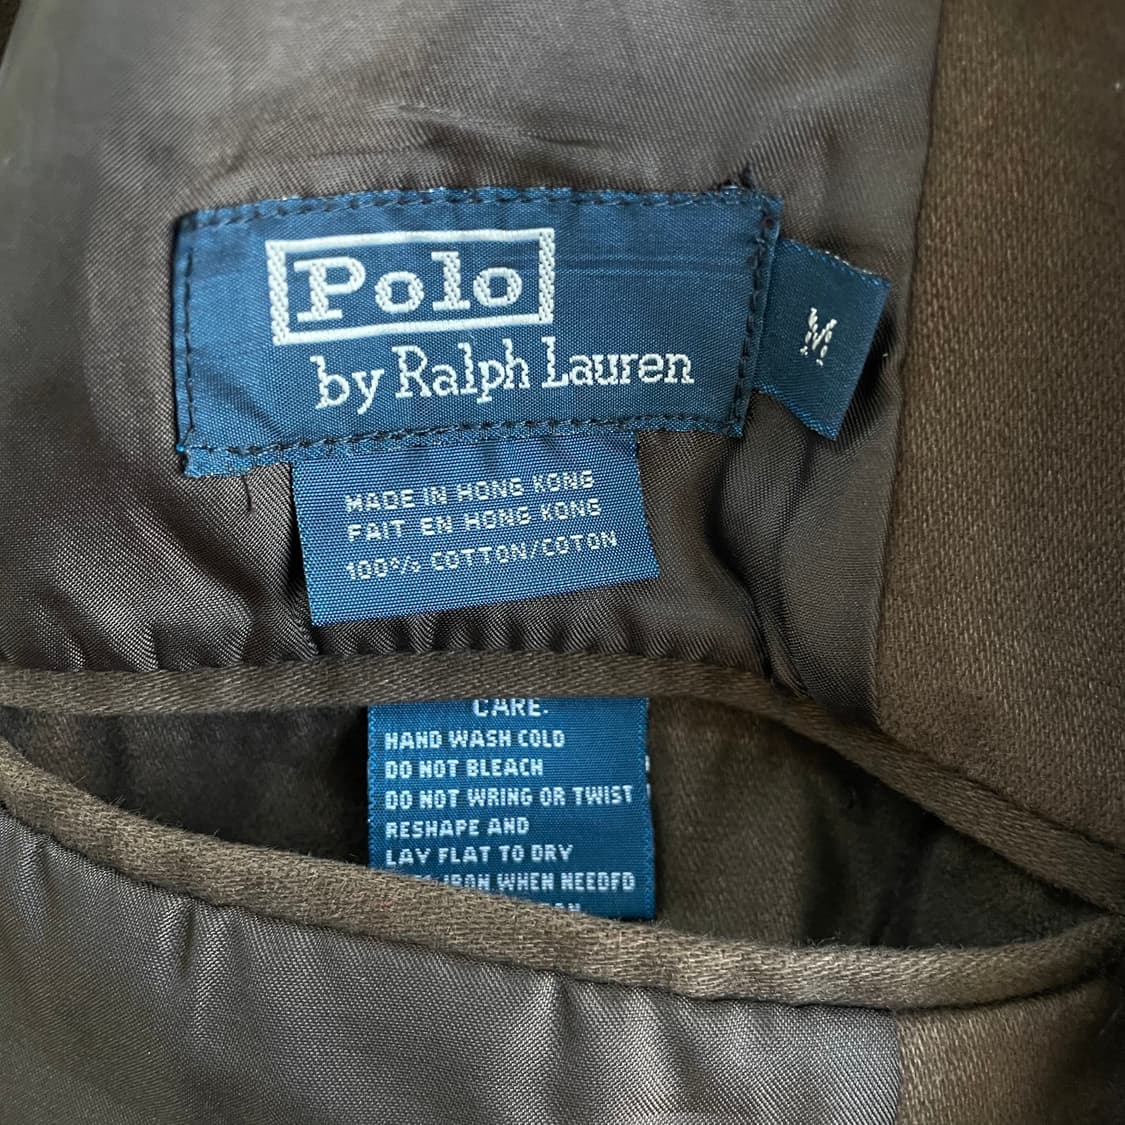 Polo
by Ralph Lauren
M
MADE IN HONG KONG
FAIT EN HONG KONG
100% COTTON/COTON
CARE:
HAND WASH COLD
DO NOT BLEACH
DO NOT WRING OR TWIST
RESHAPE AND
LAY FLAT TO DRY
IRON WHEN NEEDED